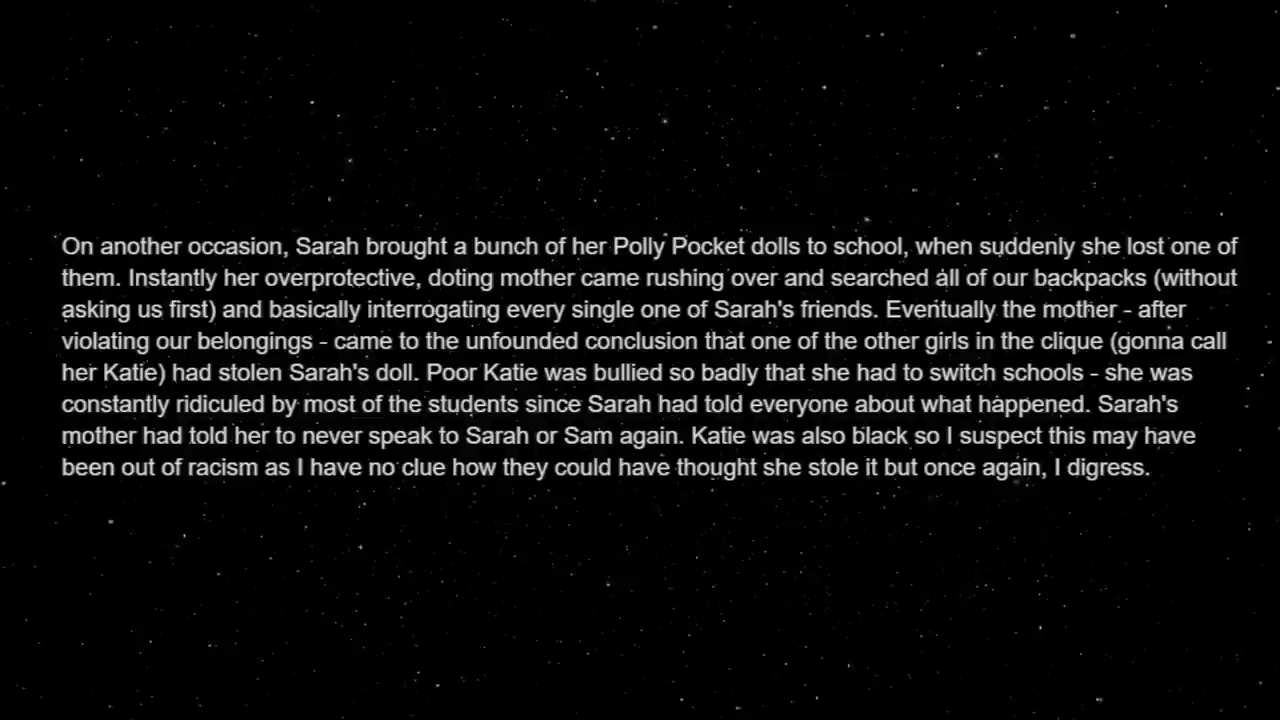 On another occasion, Sarah brought a bunch of her Polly Pocket dolls to school, when suddenly she lost one of
them. Instantly her overprotective, doting mother came rushing over and searched all of our backpacks (without
asking us first) and basically interrogating every single one of Sarah's friends. Eventually the mother - after
violating our belongings - came to the unfounded conclusion that one of the other girls in the clique (gonna call
her Katie) had stolen Sarah's doll. Poor Katie was bullied so badly that she had to switch schools - she was
constantly ridiculed by most of the students since Sarah had told everyone about what happened. Sarah's
mother had told her to never speak to Sarah or Sam again. Katie was also black so I suspect this may have
been out of racism as I have no clue how they could have thought she stole it but once again, I digress.